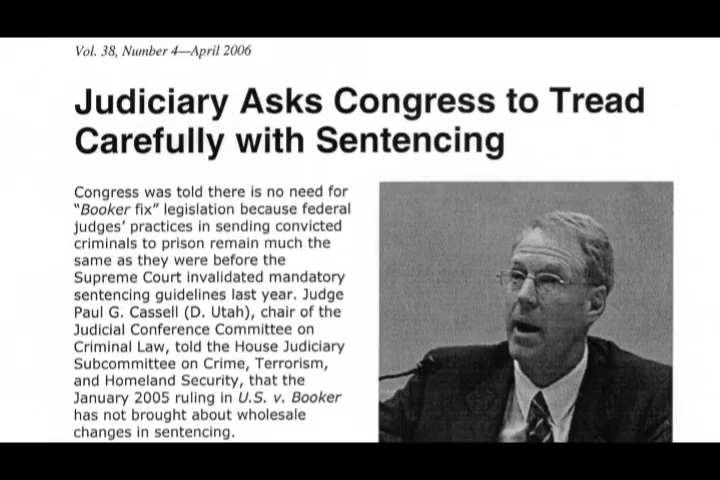 Vol. 38, Number 4—April 2006
Judiciary Asks Congress to Tread
Carefully with Sentencing
Congress was told there is no need for
“Booker fix” legislation because federal
judges’ practices in sending convicted
criminals to prison remain much the
same as they were before the
Supreme Court invalidated mandatory
sentencing guidelines last year. Judge
Paul G. Cassell (D. Utah), chair of the
Judicial Conference Committee on
Criminal Law, told the House Judiciary
Subcommittee on Crime, Terrorism,
and Homeland Security, that the
January 2005 ruling in U.S. v. Booker
has not brought about wholesale
changes in sentencing.